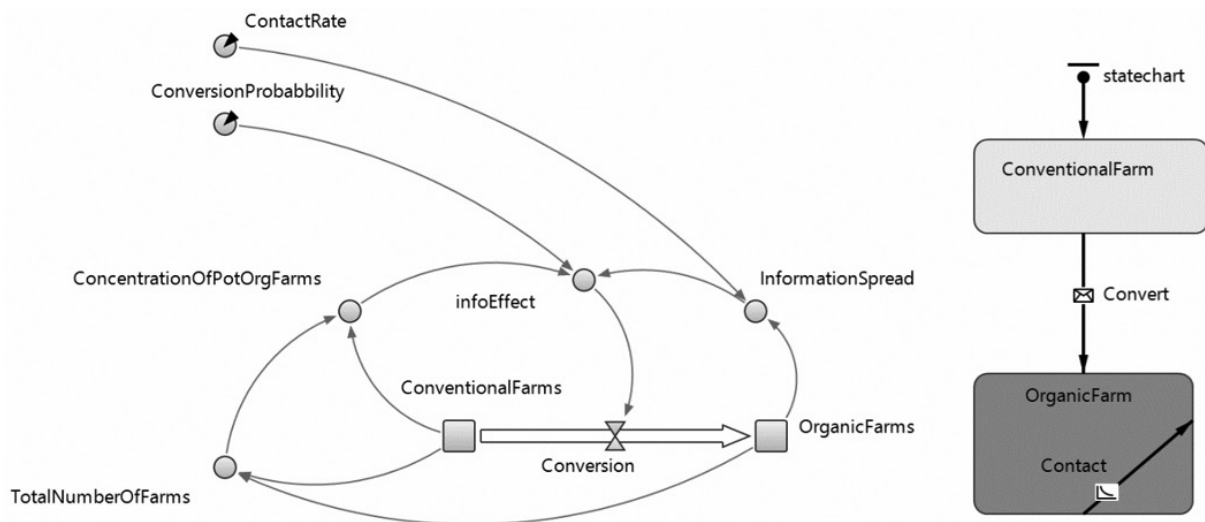 ContactRate
ConversionProbabbility
ConcentrationOfPotOrgFarms
infoEffect
InformationSpread
ConventionalFarms
Conversion
OrganicFarms
TotalNumberOfFarms
statechart
ConventionalFarm
Convert
OrganicFarm
Contact